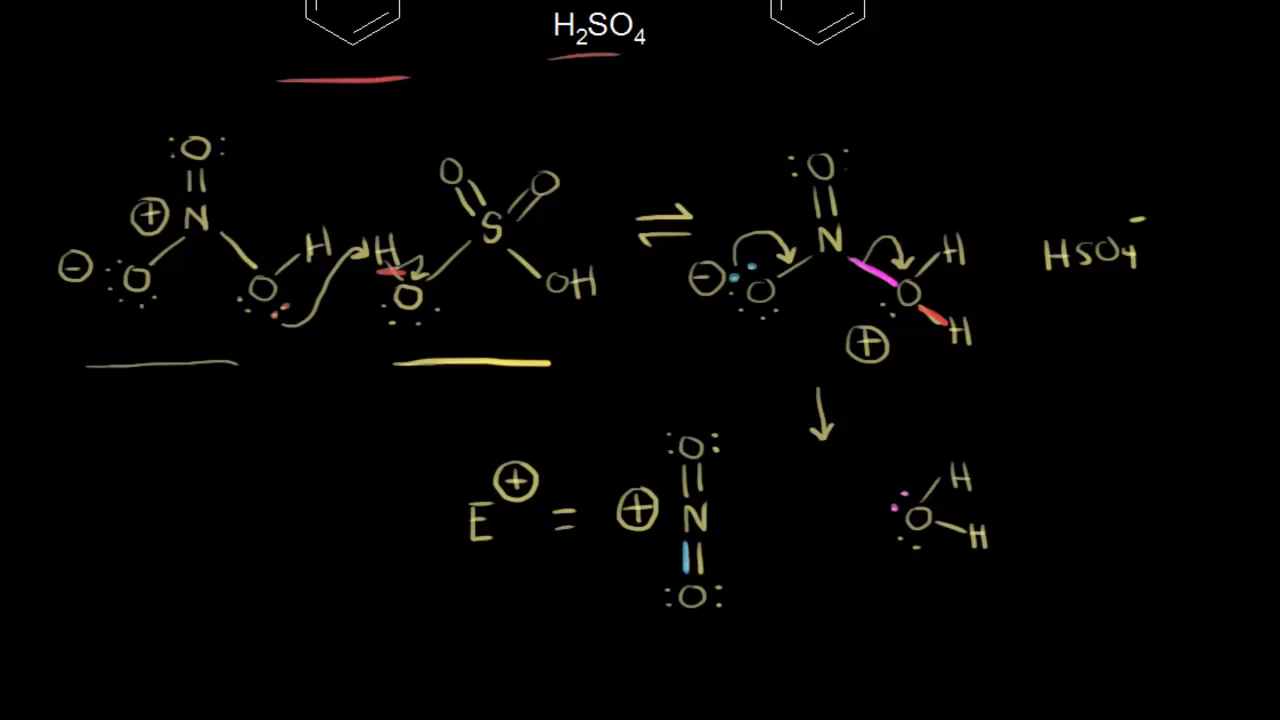 H2SO4
O O O O
N + S N H HSO4-
- O O H H O OH - O O H
+
O
E+ = + N O H H
O